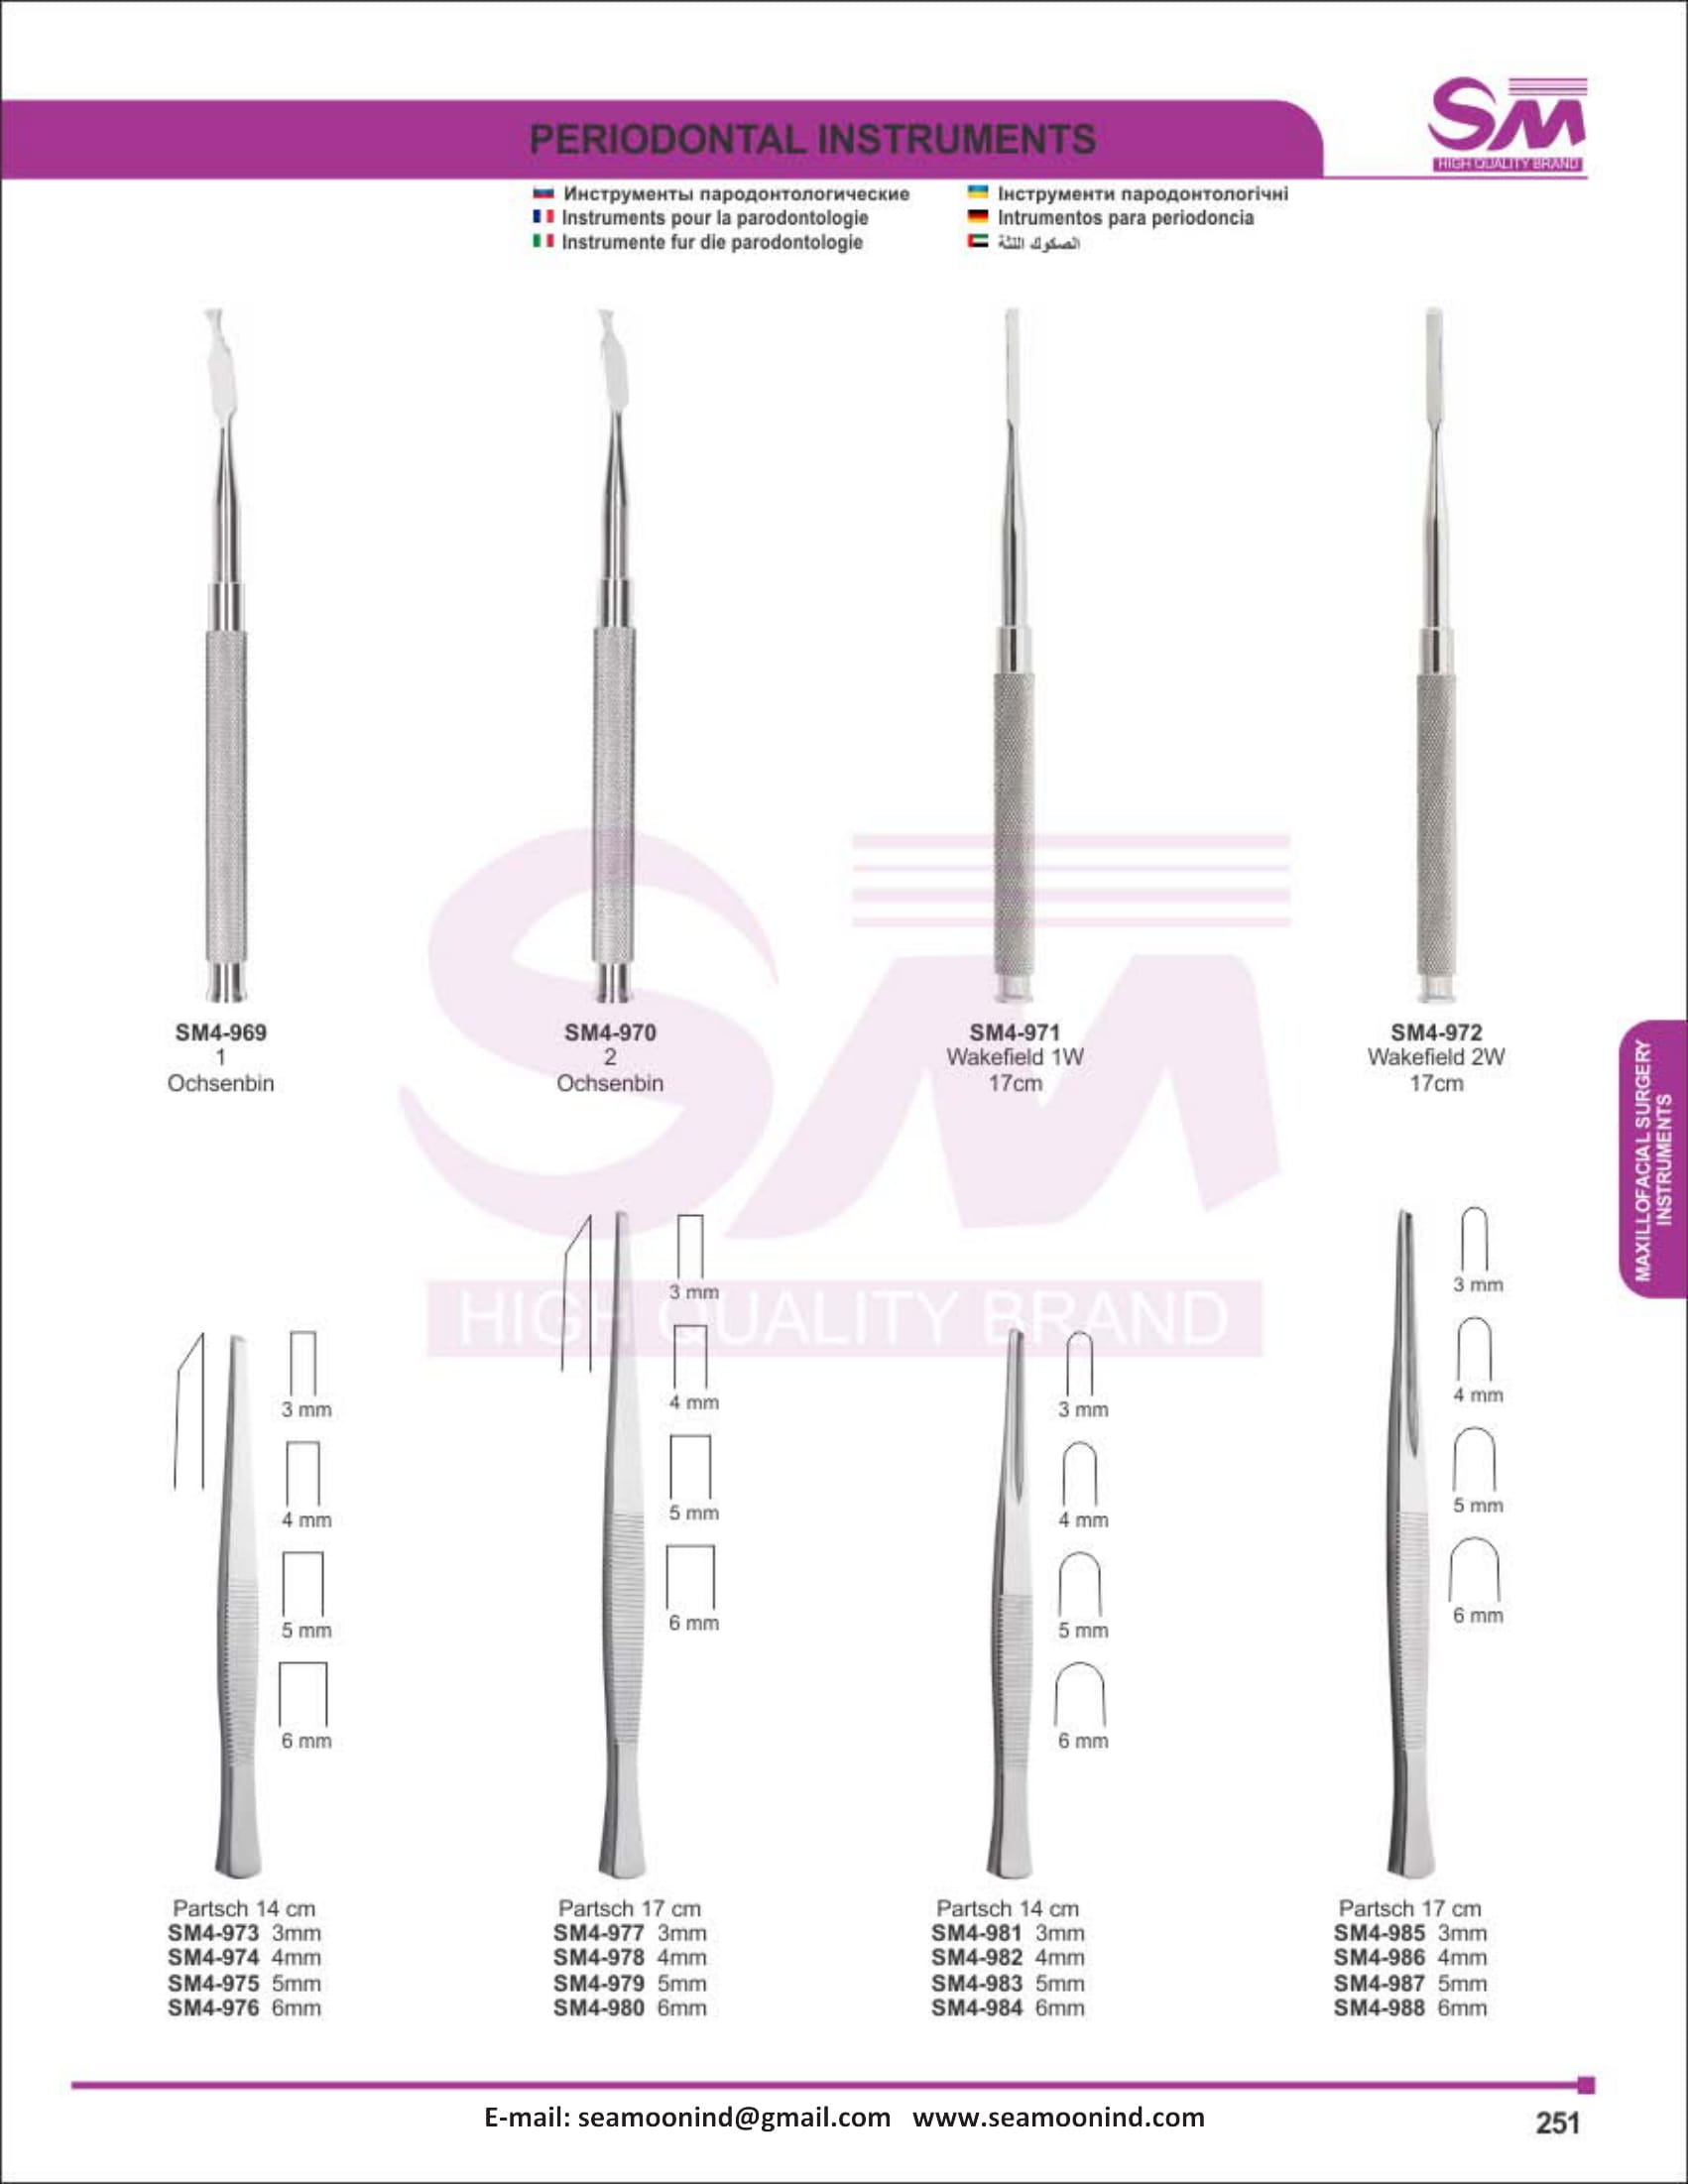 SM
HIGH QUALITY BRAND
PERIODONTAL INSTRUMENTS
Инструменты пародонтологические
Instruments pour la parodontologie
Instrumente fur die parodontologie
Інструменти пародонтологічні
Intrumentos para periodoncia
الصكوك اللثة
SM4-969
1
Ochsenbin
SM4-970
2
Ochsenbin
SM4-971
Wakefield 1W
17cm
SM4-972
Wakefield 2W
17cm
MAXILLOFACIAL SURGERY
INSTRUMENTS
SM
HIGH QUALITY BRAND
3 mm
4 mm
5 mm
6 mm
3 mm
4 mm
5 mm
6 mm
3 mm
4 mm
5 mm
6 mm
3 mm
4 mm
5 mm
6 mm
Partsch 14 cm
SM4-973 3mm
SM4-974 4mm
SM4-975 5mm
SM4-976 6mm
Partsch 17 cm
SM4-977 3mm
SM4-978 4mm
SM4-979 5mm
SM4-980 6mm
Partsch 14 cm
SM4-981 3mm
SM4-982 4mm
SM4-983 5mm
SM4-984 6mm
Partsch 17 cm
SM4-985 3mm
SM4-986 4mm
SM4-987 5mm
SM4-988 6mm
E-mail: seamoonind@gmail.com www.seamoonind.com
251